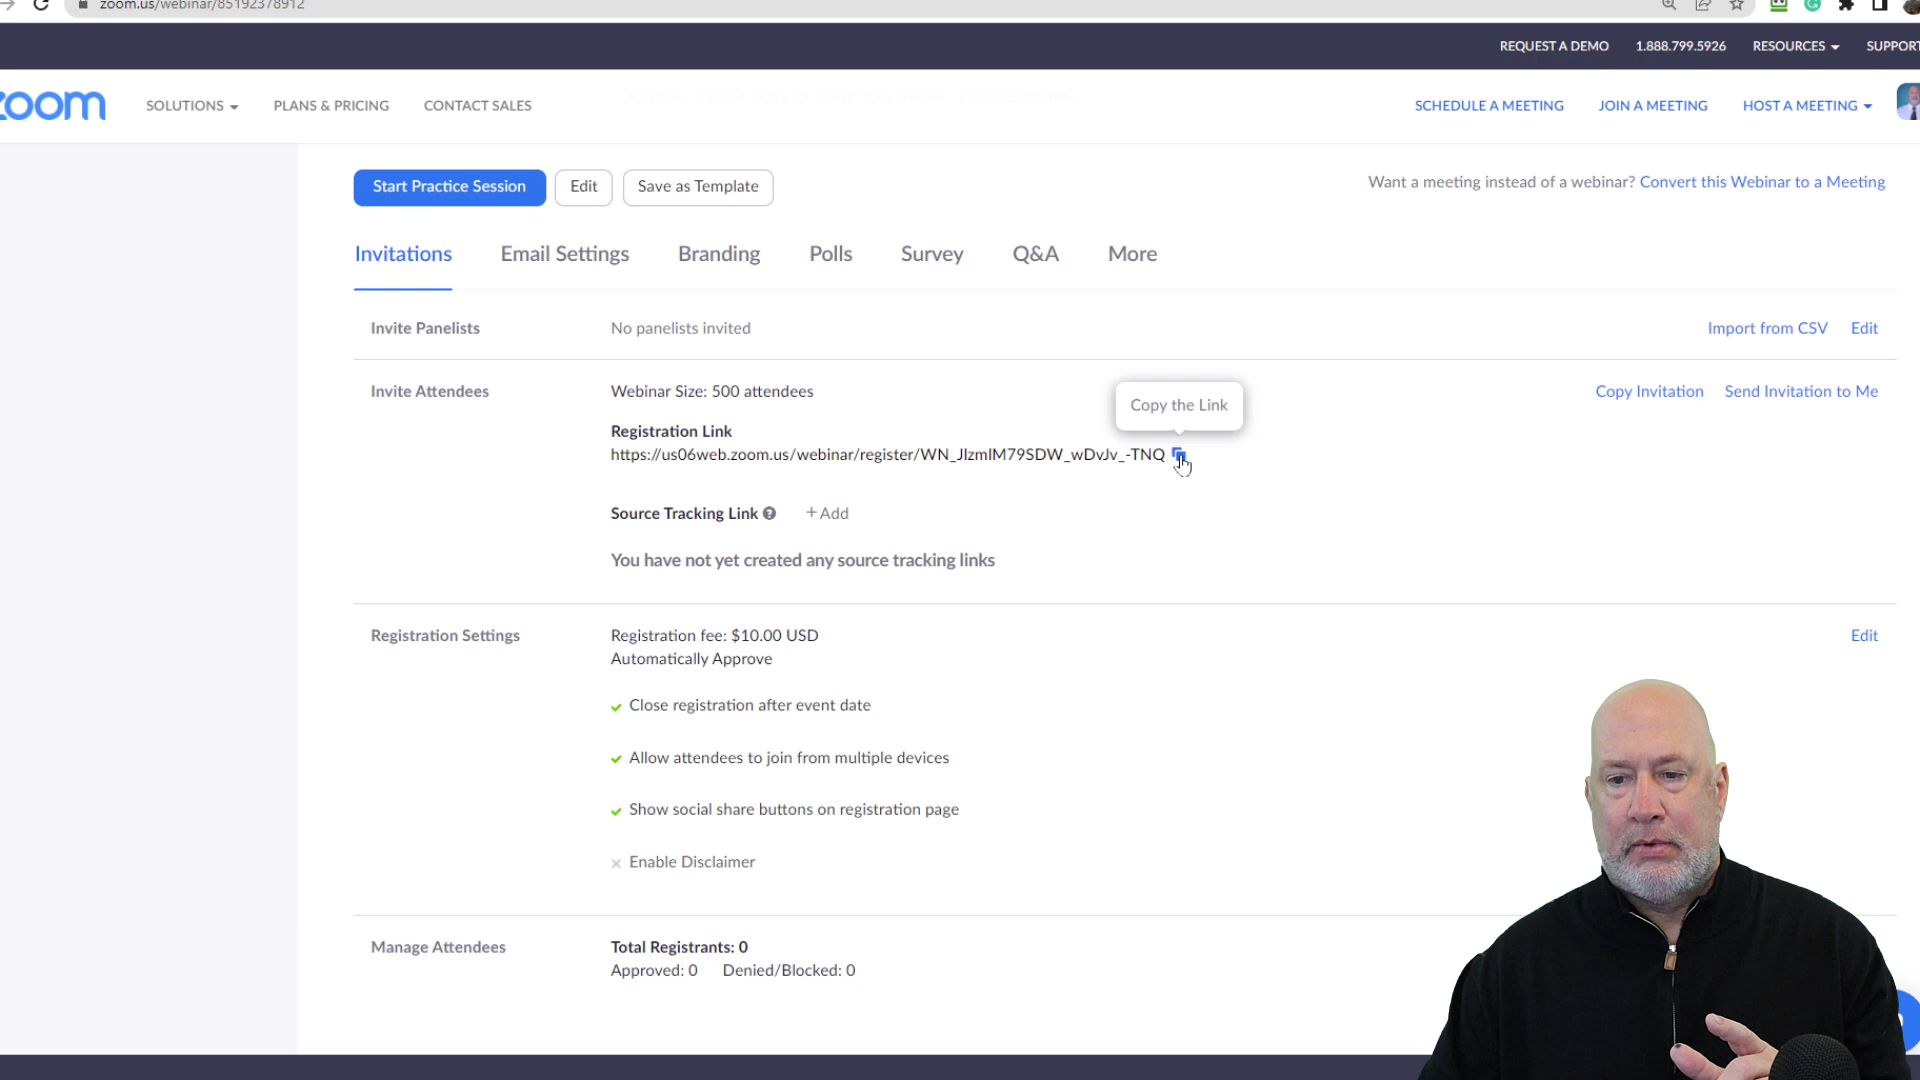 zoom.us/webinar/85192378912
REQUEST A DEMO 1.888.799.5926 RESOURCES SUPPORT
zoom SOLUTIONS PLANS & PRICING CONTACT SALES SCHEDULE A MEETING JOIN A MEETING HOST A MEETING
Start Practice Session Edit Save as Template Want a meeting instead of a webinar? Convert this Webinar to a Meeting
Invitations Email Settings Branding Polls Survey Q&A More
Invite Panelists No panelists invited Import from CSV Edit
Invite Attendees Webinar Size: 500 attendees Copy Invitation Send Invitation to Me
Copy the Link
Registration Link
https://us06web.zoom.us/webinar/register/WN_JIzmlM79SDW_wDvJv_-TNQ
Source Tracking Link ? +Add
You have not yet created any source tracking links
Registration Settings Registration fee: $10.00 USD Edit
Automatically Approve
Close registration after event date
Allow attendees to join from multiple devices
Show social share buttons on registration page
Enable Disclaimer
Manage Attendees Total Registrants: 0
Approved: 0 Denied/Blocked: 0